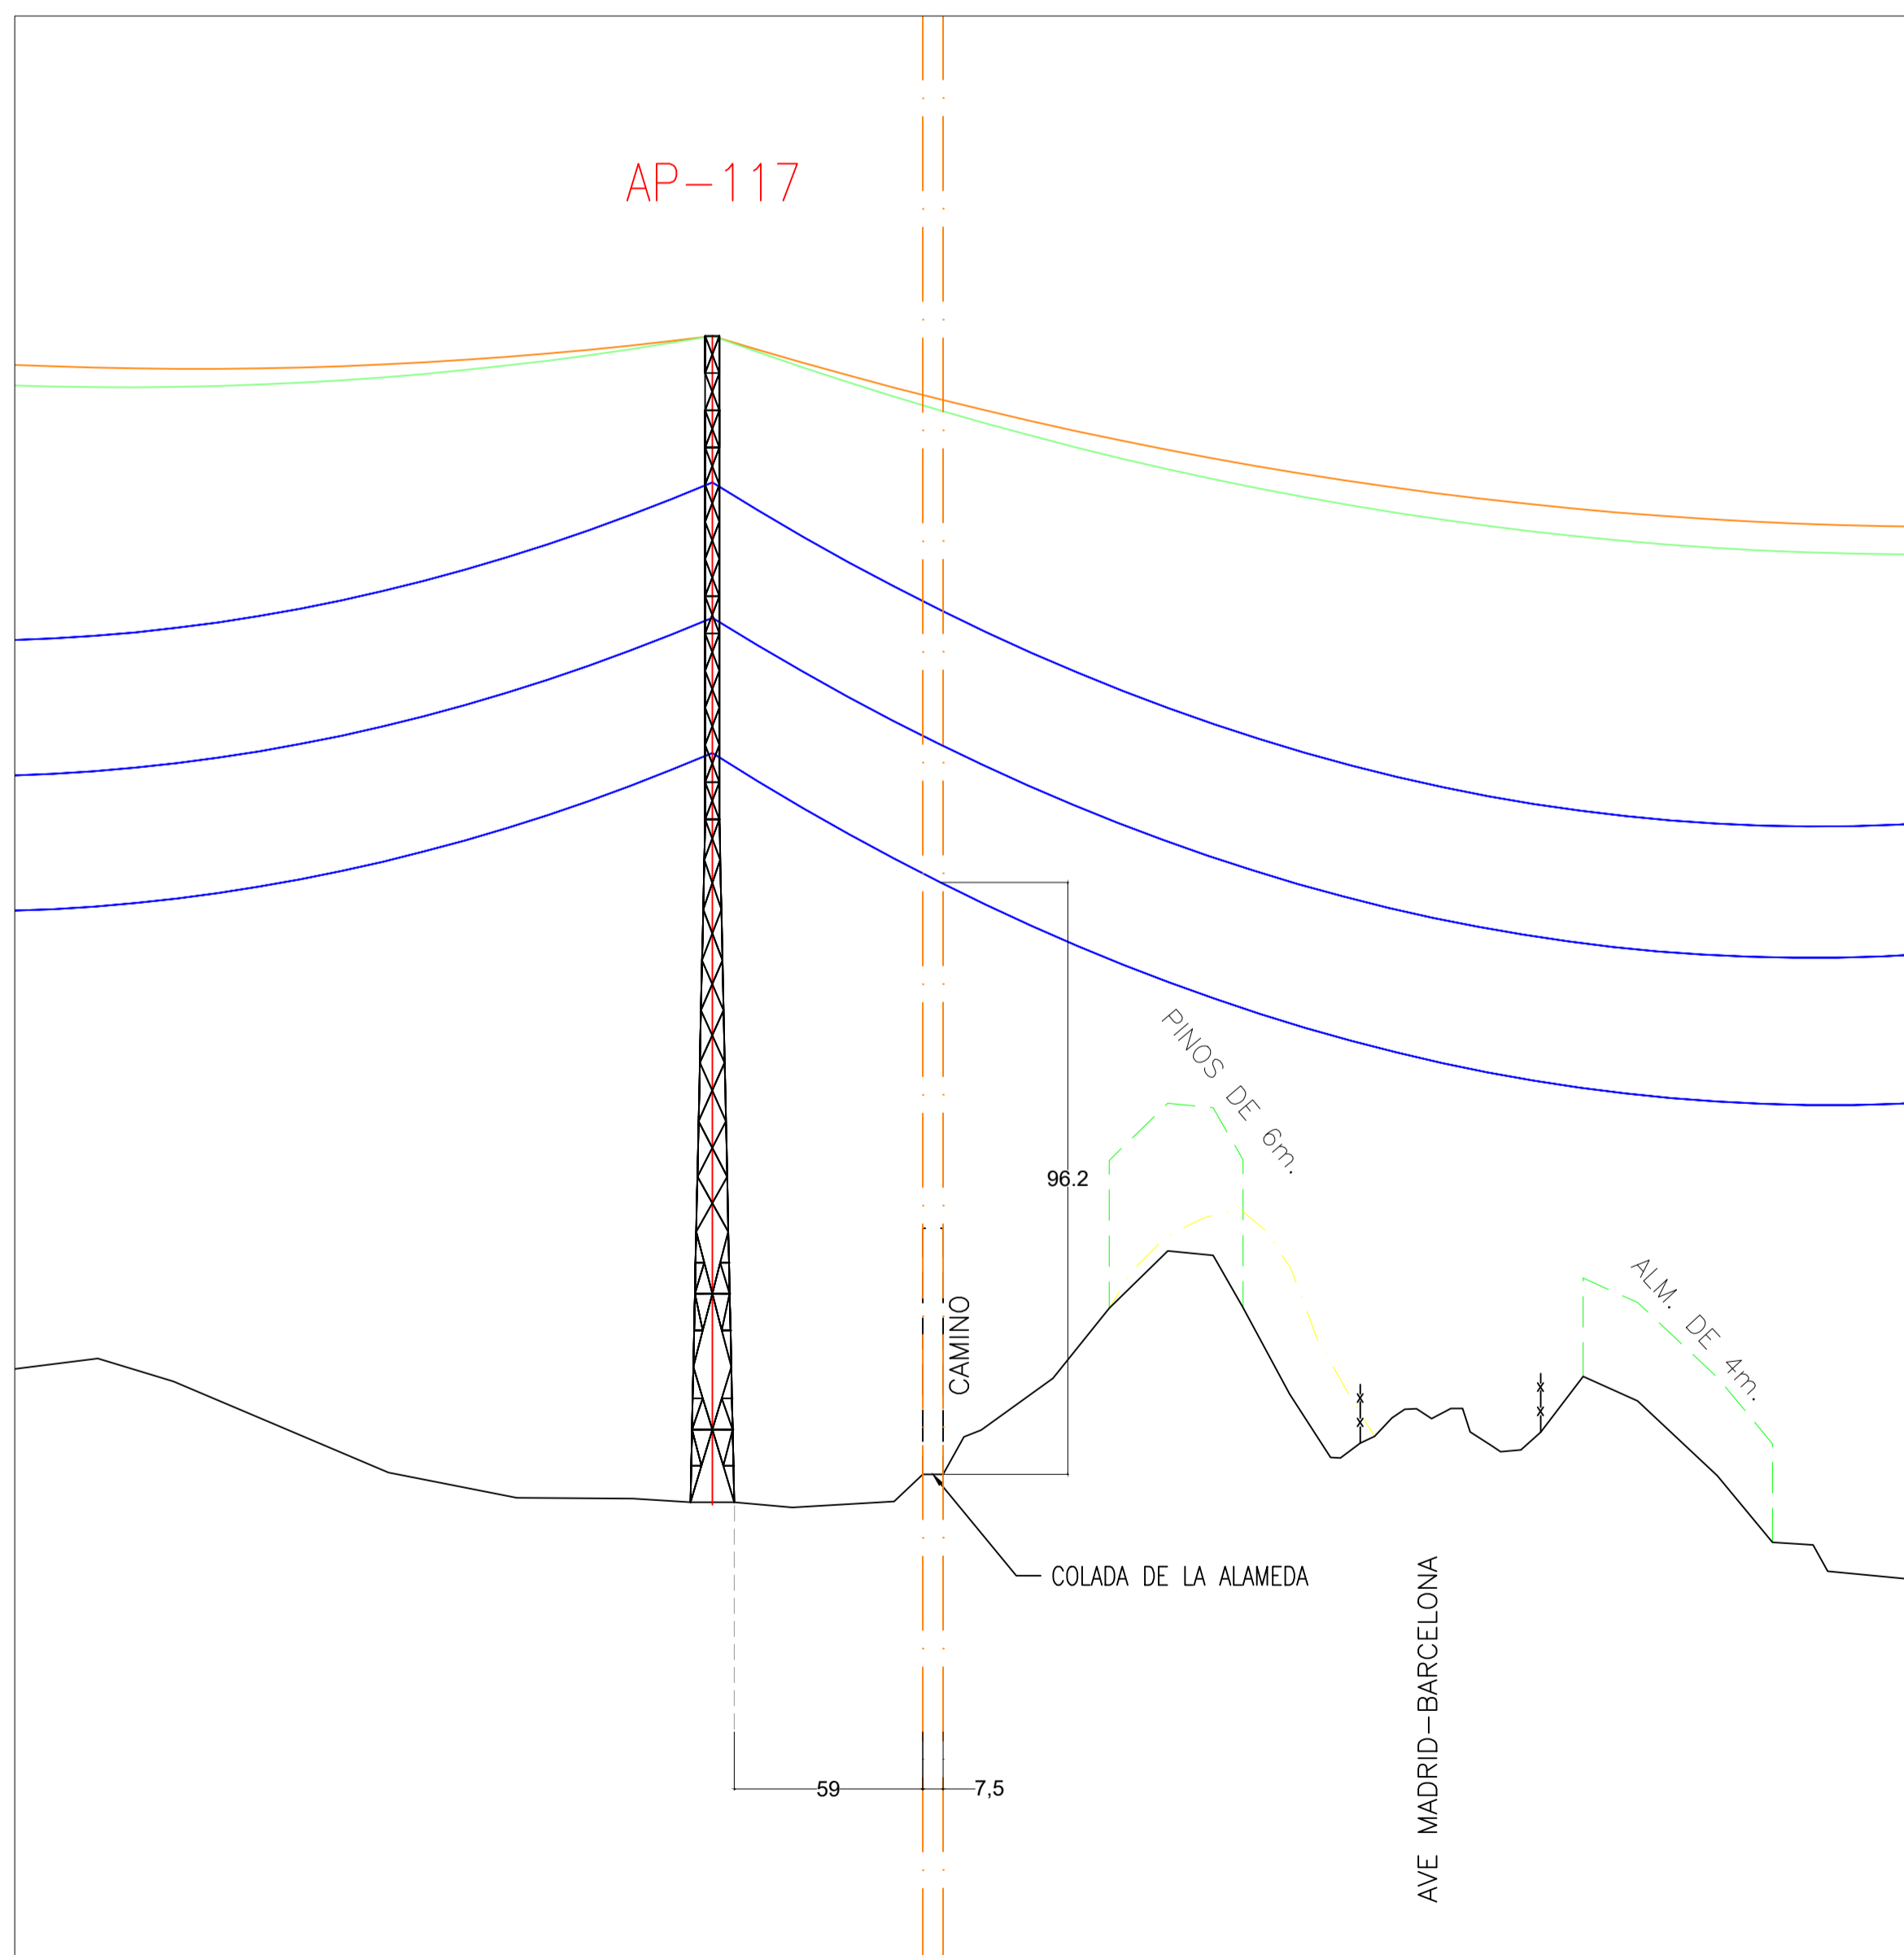 AP-117
PINOS DE 6m.
96.2
ALM. DE 4m.
CAMINO
COLADA DE LA ALAMEDA
AVE MADRID-BARCELONA
59
7,5